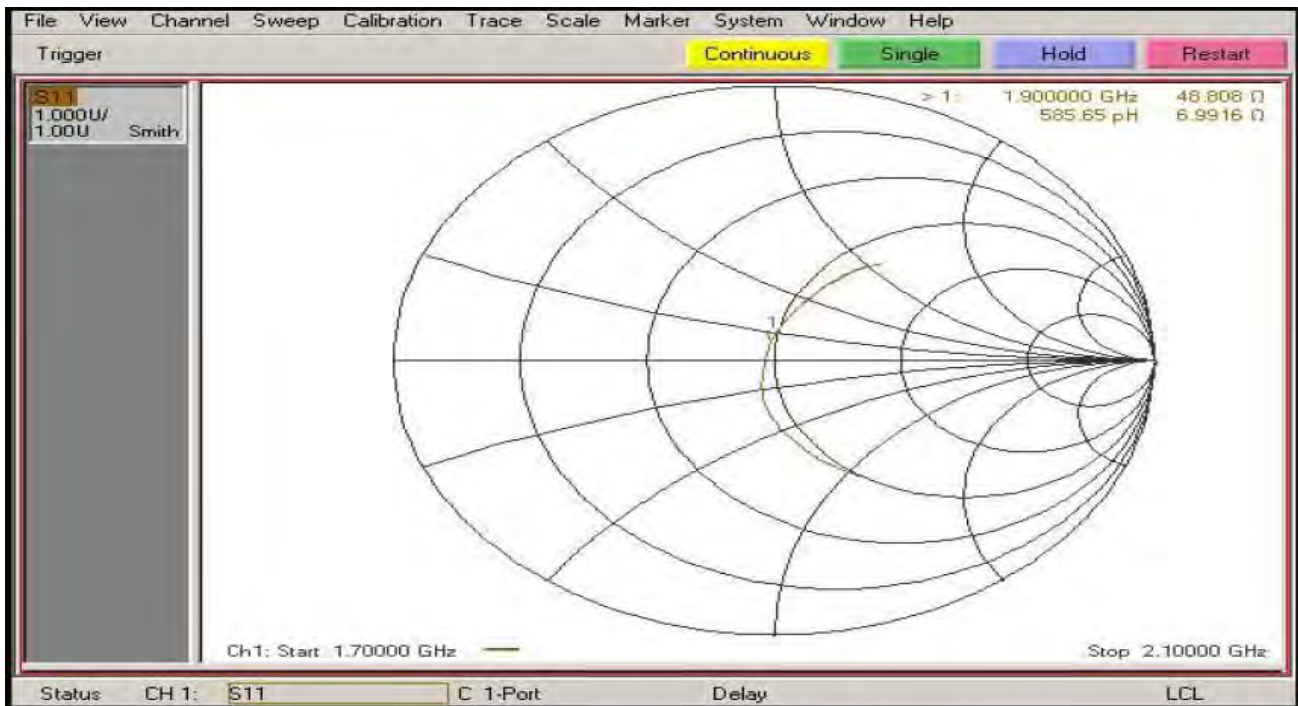 File View Channel Sweep Calibration Trace Scale Marker System Window Help
Trigger Continuous Single Hold Restart
S11
1.000U/
1.00U Smith
> 1: 1.900000 GHz 48.808 Ω
585.65 pH 6.9916 Ω
1
Ch1: Start 1.70000 GHz Stop 2.10000 GHz
Status CH 1: S11 C 1-Port Delay LCL